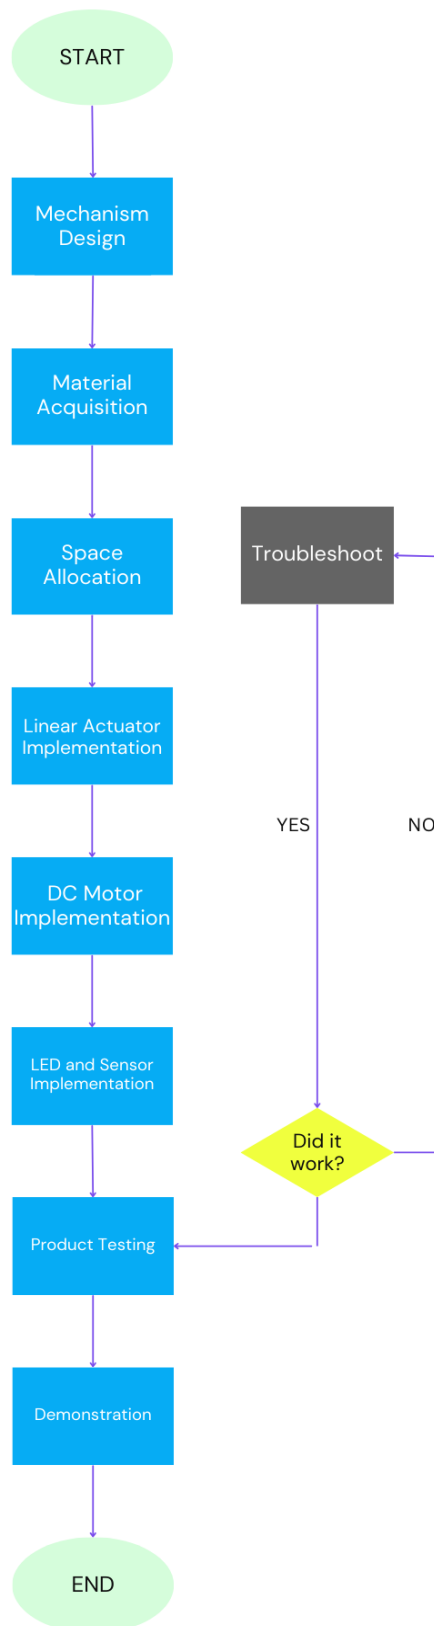 START
Mechanism
Design
Material
Acquisition
Space
Allocation
Troubleshoot
Linear Actuator
Implementation
YES
NO
DC Motor
Implementation
LED and Sensor
Implementation
Did it
work?
Product Testing
Demonstration
END